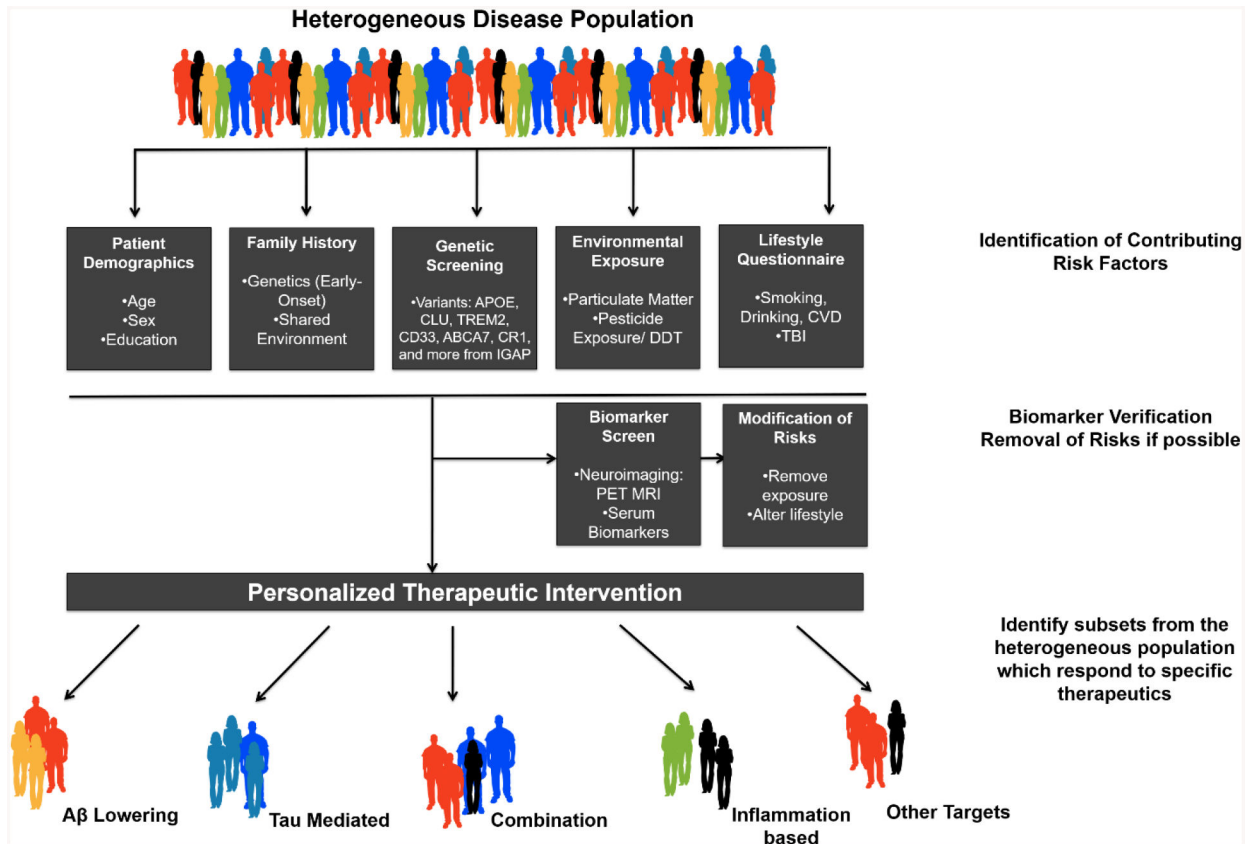 Heterogeneous Disease Population
Patient
Demographics
•Age
•Sex
•Education
Family History
•Genetics (Early-
Onset)
•Shared
Environment
Genetic
Screening
•Variants: APOE,
CLU, TREM2,
CD33, ABCA7, CR1,
and more from IGAP
Environmental
Exposure
•Particulate Matter
•Pesticide
Exposure/ DDT
Lifestyle
Questionnaire
•Smoking,
Drinking, CVD
•TBI
Identification of Contributing
Risk Factors
Biomarker
Screen
•Neuroimaging:
PET MRI
•Serum
Biomarkers
Modification of
Risks
•Remove
exposure
•Alter lifestyle
Biomarker Verification
Removal of Risks if possible
Personalized Therapeutic Intervention
Identify subsets from the
heterogeneous population
which respond to specific
therapeutics
Aβ Lowering
Tau Mediated
Combination
Inflammation
based
Other Targets